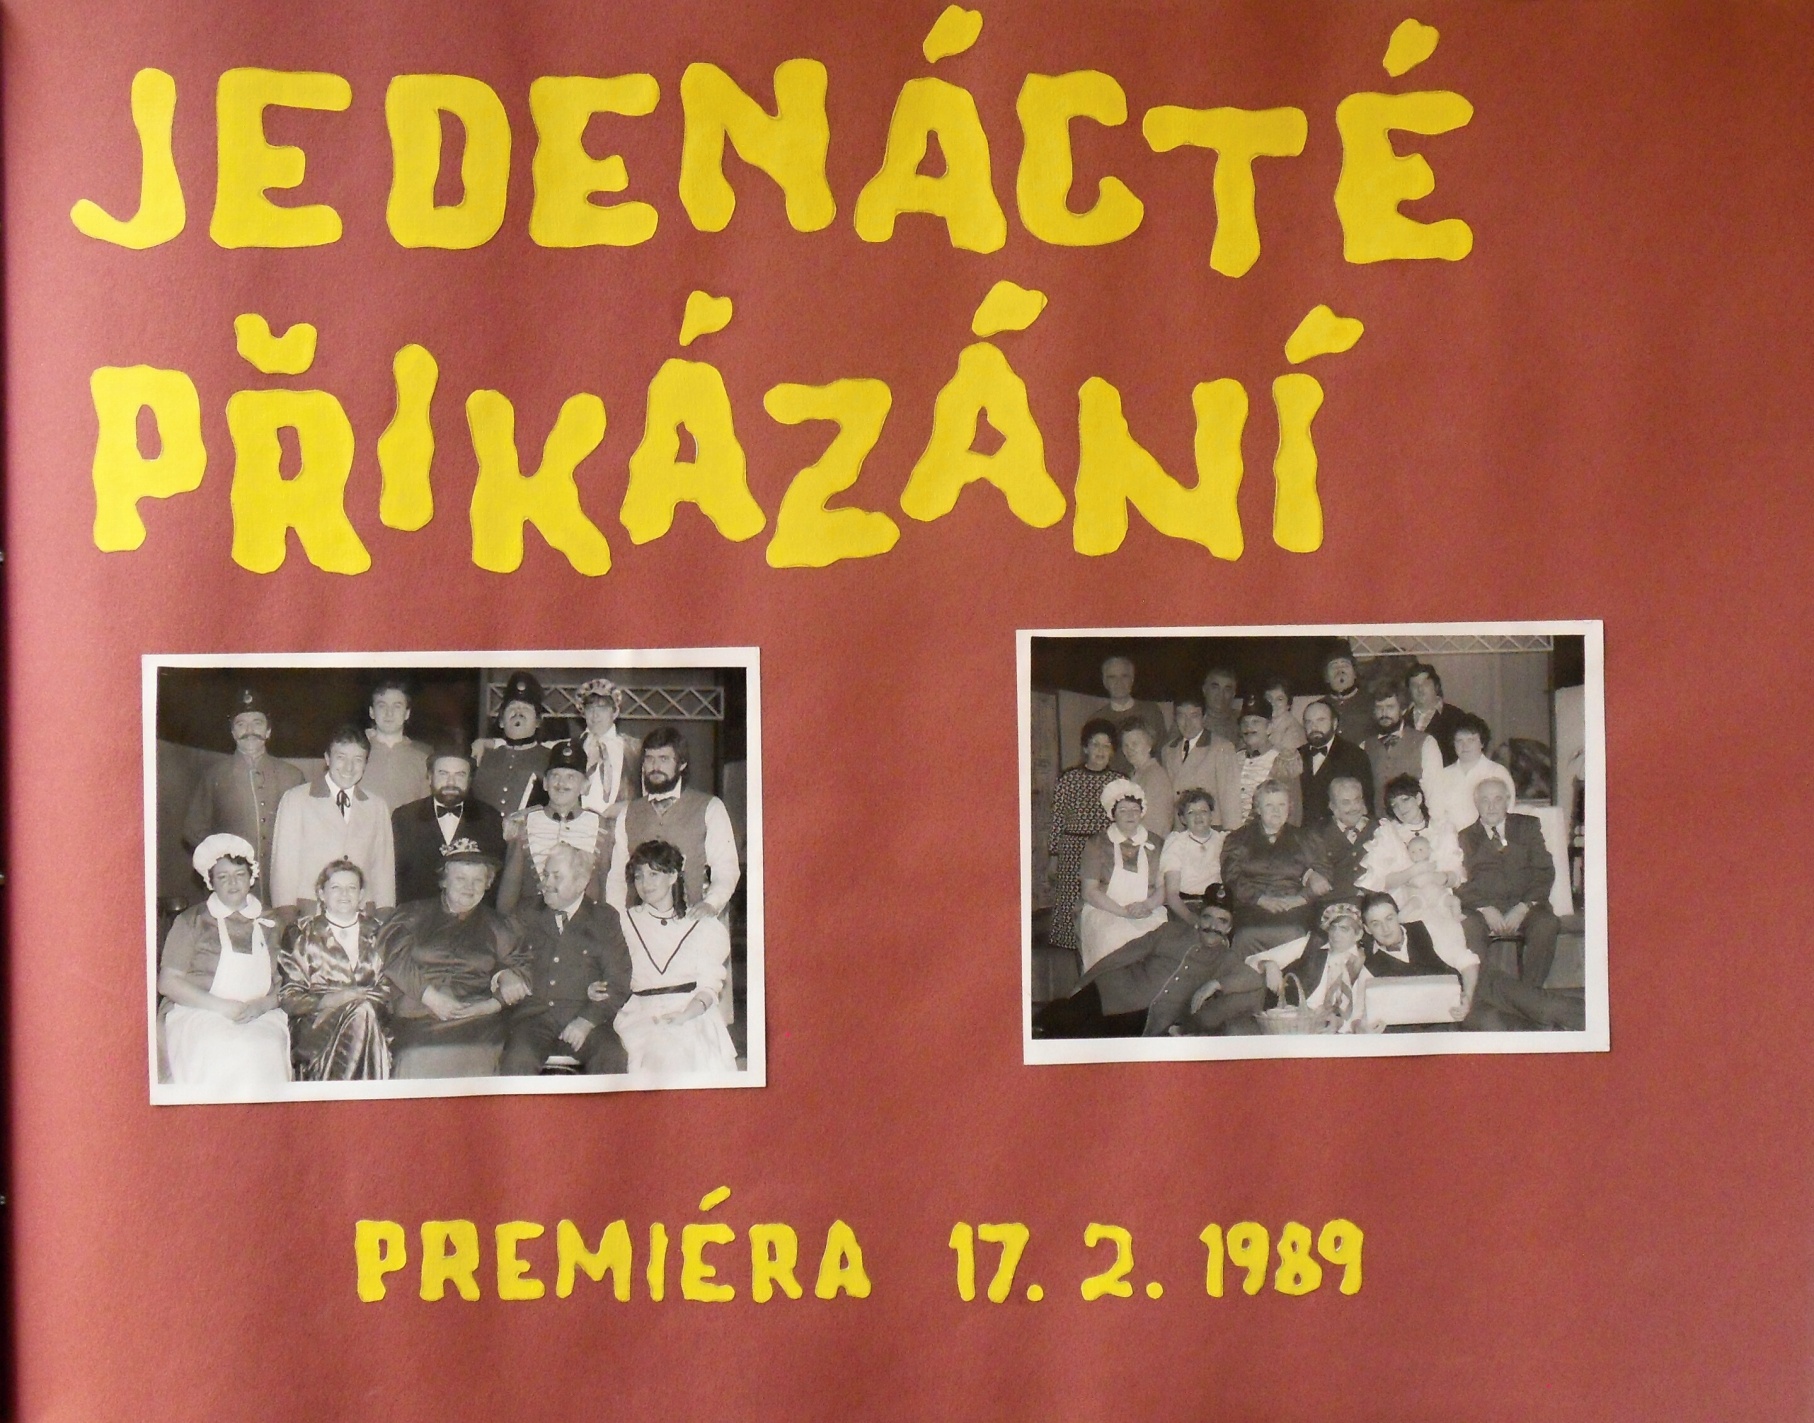 JEDENÁCTÉ
PŘIKÁZÁNÍ
PREMIÉRA 17. 2. 1989